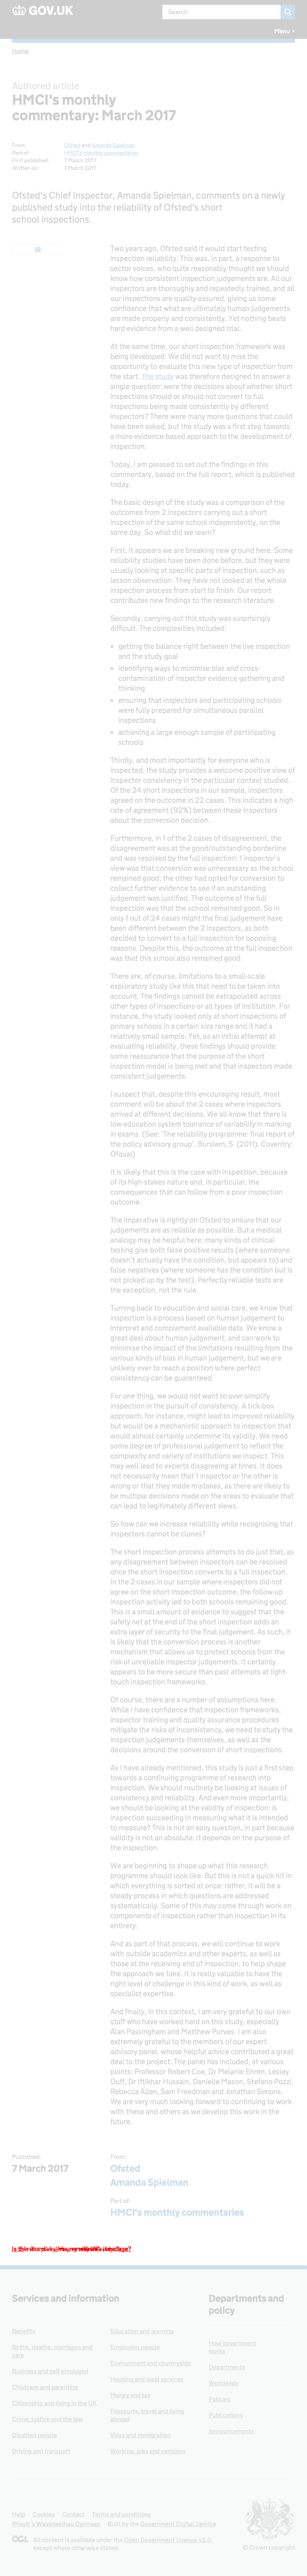 GOV.UK
Search
Menu
Home
Authored article
HMCI's monthly
commentary: March 2017
From: Ofsted and Amanda Spielman
Part of: HMCI's monthly commentaries
First published: 7 March 2017
Written on: 7 March 2017
Ofsted's Chief Inspector, Amanda Spielman, comments on a newly
published study into the reliability of Ofsted's short
school inspections.
Two years ago, Ofsted said it would start testing
inspection reliability. This was, in part, a response to
sector voices, who quite reasonably thought we should
know how consistent inspection judgements are. All our
inspectors are thoroughly and repeatedly trained, and all
our inspections are quality-assured, giving us some
confidence that what are ultimately human judgements
are made properly and consistently. Yet nothing beats
hard evidence from a well designed trial.
At the same time, our short inspection framework was
being developed. We did not want to miss the
opportunity to evaluate this new type of inspection from
the start. The study was therefore designed to answer a
single question: were the decisions about whether short
inspections should or should not convert to full
inspections being made consistently by different
inspectors? There were many more questions that could
have been asked, but the study was a first step towards
a more evidence-based approach to the development of
inspection.
Today, I am pleased to set out the findings in this
commentary, based on the full report, which is published
today.
The basic design of the study was a comparison of the
outcomes from 2 inspectors carrying out a short
inspection of the same school independently, on the
same day. So what did we learn?
First, it appears we are breaking new ground here. Some
reliability studies have been done before, but they were
usually looking at specific parts of inspection, such as
lesson observation. They have not looked at the whole
inspection process from start to finish. Our report
contributes new findings to the research literature.
Secondly, carrying out this study was surprisingly
difficult. The complexities included:
• getting the balance right between the live inspection
and the study goal
• identifying ways to minimise bias and cross-
contamination of inspector evidence gathering and
thinking
• ensuring that inspectors and participating schools
were fully prepared for simultaneous parallel
inspections
• achieving a large enough sample of participating
schools
Thirdly, and most importantly for everyone who is
inspected, the study provides a welcome positive view of
inspector consistency in the particular context studied.
Of the 24 short inspections in our sample, inspectors
agreed on the outcome in 22 cases. This indicates a high
rate of agreement (92%) between inspectors about
the conversion decision.
Furthermore, in 1 of the 2 cases of disagreement, the
disagreement was at the good/outstanding borderline
and was resolved by the full inspection: 1 inspector's
view was that conversion was unnecessary as the school
remained good; the other had opted for conversion to
collect further evidence to see if an outstanding
judgement was justified. The outcome of the full
inspection was that the school remained good. So in
only 1 out of 24 cases might the final judgement have
been different between the 2 inspectors, as both
decided to convert to a full inspection but not for the
same reasons. Despite this, the outcome of the full inspection
was that this school also remained good.
There are, of course, limitations to a small-scale
exploratory study like this that need to be taken into
account. The findings cannot be extrapolated across
other types of inspections or all types of institution. For
instance, the study looked only at short inspections of
primary schools in a certain size range and it had a
relatively small sample. Yet, as an initial attempt at
evaluating reliability, these findings should provide
some reassurance that the purpose of the short
inspection model is being met and that inspectors made
judgements consistent.
I suspect that, despite this encouraging result, most
comment will be about the 2 cases where inspectors
arrived at different decisions. We all know that there is
no low education system tolerance of variability in marking
in exams. (See: 'The reliability programme: final report of
the policy advisory group', Burslem, S. (2011). Coventry:
Ofqual)
It is likely that this is the case with inspection, because
of its high-stakes nature and, in particular, the
consequences that can follow from a poor inspection
outcome.
The imperative is rightly on Ofsted to ensure that our
judgements are as reliable as possible. But a medical
analogy may be helpful here: many kinds of clinical
testing give both false positive results (where someone
doesn't actually have the condition, but appears to) and
false negatives (where someone has the condition but is
not picked up by the test). Perfectly reliable tests are
the exception, not the rule.
Turning back to education and social care, we know that
inspection is a process based on human judgement to
interpret and complement available data. We know a
great deal about human judgement, and can work to
minimise the impact of the limitations resulting from the
various kinds of bias in human judgement, but we are
unlikely ever to reach a position where perfect
consistency can be guaranteed.
For one thing, we would not want to over-simplify
inspection in the pursuit of consistency. A tick-box
approach, for instance, might lead to improved reliability
but would be a mechanistic approach to inspection that
would almost certainly undermine its validity. We need
some degree of professional judgement to reflect the
complexity and variety of institutions we inspect. This
may well lead to experts disagreeing at times. It does
not necessarily mean that 1 inspector or the other is
wrong or that they made mistakes, as there are likely to
be multiple decisions made on the many areas that can
can lead to legitimately different views.
So how can we increase reliability while recognising that
inspectors cannot be clones?
The short inspection process attempts to do just that, as
any disagreement between inspectors can be resolved
once the short inspection converts to a full inspection.
In the 2 cases in our sample where inspectors did not
agree on the short inspection outcome, the follow-up
inspection activity led to both schools remaining good.
This is a small amount of evidence to suggest that the
safety net at the end of the short inspection adds an
extra layer of security to the final judgement. As such, it
is likely that the conversion process is another
mechanism that allows us to protect schools from the
risk of unreliable inspector judgements. It certainly
appears to be more secure than past attempts at light-
touch inspection frameworks.
Of course, there are a number of assumptions here.
While I have confidence that inspection frameworks,
inspector training and quality assurance procedures
mitigate the risks of inconsistency, we need to study the
inspection judgements themselves, as well as the
decisions around the conversion of short inspections.
As I have already mentioned, this study is just a first step
towards a continuing programme of research into
inspection. We should continue to look at issues of
consistency and reliability. And even more importantly,
we should be looking at the validity of inspection: is
inspection succeeding in measuring what it is intended
to measure? This is not an easy question, in part because
validity is not an absolute: it depends on the purpose of
the inspection.
We are beginning to shape up what this research
programme should look like. But this is not a quick hit in
which everything is sorted at once: rather, it will be a
steady process in which questions are addressed
systematically. Some of this may come through work on
components of inspection rather than inspection in its
entirety.
And as part of that process, we will continue to work
with outside academics and other experts, as well as
those at the receiving end of inspection, to help shape
the approach we take. It is really valuable to have the
right level of challenge in this kind of work, as well as
specialist expertise.
And finally, in this context, I am very grateful to our own
staff who have worked hard on this study, especially
Alan Passingham and Matthew Purves. I am also
extremely grateful to the members of our expert
advisory panel, whose helpful advice contributed a great
deal to the project. The panel has included, at various
points: Professor Robert Coe, Dr Melanie Ehren, Lesley
Duff, Dr Iftikhar Hussain, Danielle Mason, Stefano Pozzi,
Rebecca Allen, Sam Freedman and Jonathan Simons.
We are very much looking forward to continuing to work
with these and others as we develop our work in this
future.
Published:
7 March 2017
From:
Ofsted
Amanda Spielman
Part of:
HMCI's monthly commentaries
Services and information
Benefits
Births, deaths, marriages and
care
Business and self-employed
Childcare and parenting
Citizenship and living in the UK
Crime, justice and the law
Disabled people
Driving and transport
Education and learning
Employing people
Environment and countryside
Housing and local services
Money and tax
Passports, travel and living
abroad
Visas and immigration
Working, jobs and pensions
Departments and
policy
How government
works
Departments
Worldwide
Policies
Publications
Announcements
Help Cookies Contact Terms and conditions
Rhestr o Wasanaethau Cymraeg Built by the Government Digital Service
OGL All content is available under the Open Government Licence v3.0,
except where otherwise stated
© Crown copyright